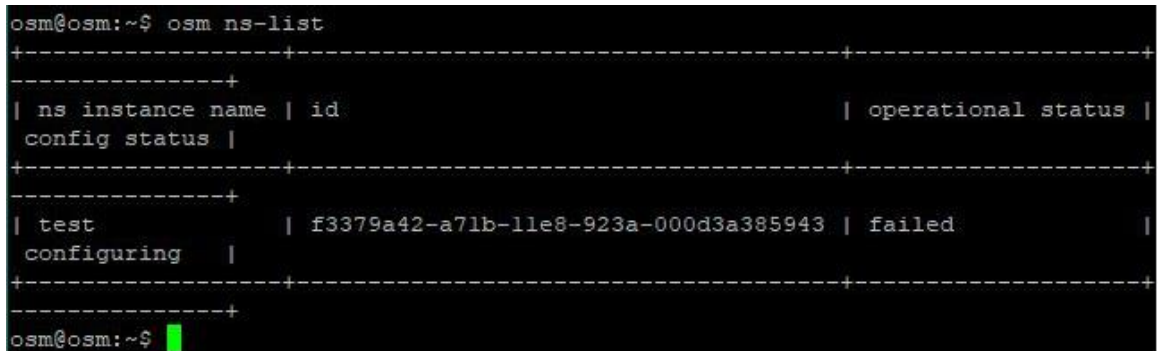 osm@osm:~$ osm ns-list
+------------------+--------------------------------------+--------------------+
---------------+
| ns instance name | id                                   | operational status |
 config status |
+------------------+--------------------------------------+--------------------+
---------------+
| test             | f3379a42-a71b-11e8-923a-000d3a385943 | failed             |
 configuring   |
+------------------+--------------------------------------+--------------------+
---------------+
osm@osm:~$